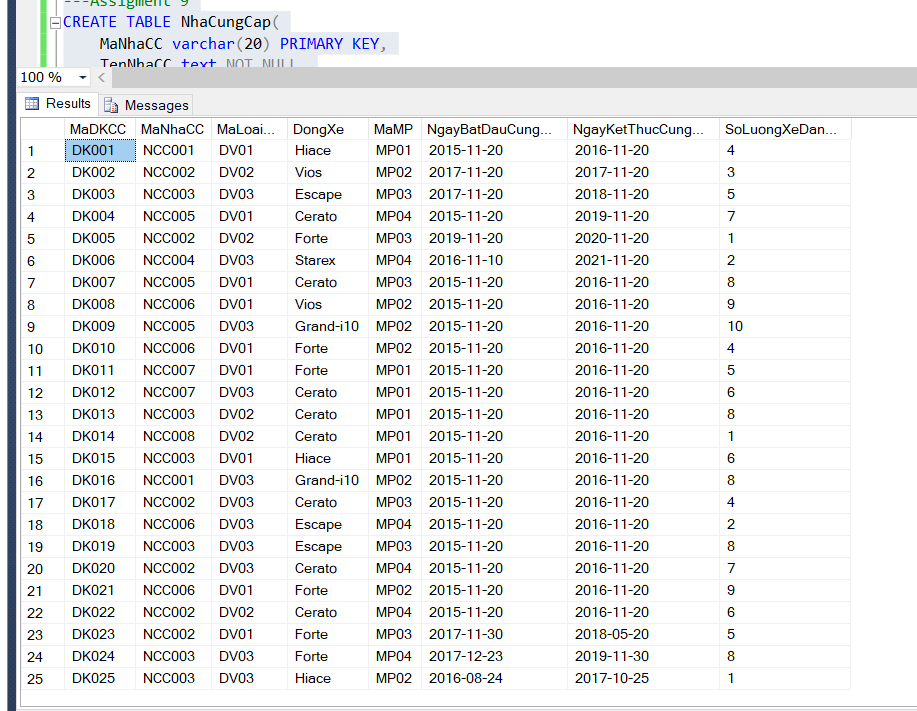 ---Assigment 9
CREATE TABLE NhaCungCap(
MaNhaCC varchar(20) PRIMARY KEY,
TenNhaCC text NOT NULL
100 %
Results Messages
MaDKCC MaNhaCC MaLoai... DongXe MaMP NgayBatDauCung... NgayKetThucCung... SoLuongXeDan...
1 DK001 NCC001 DV01 Hiace MP01 2015-11-20 2016-11-20 4
2 DK002 NCC002 DV02 Vios MP02 2017-11-20 2017-11-20 3
3 DK003 NCC003 DV03 Escape MP03 2017-11-20 2018-11-20 5
4 DK004 NCC005 DV01 Cerato MP04 2015-11-20 2019-11-20 7
5 DK005 NCC002 DV02 Forte MP03 2019-11-20 2020-11-20 1
6 DK006 NCC004 DV03 Starex MP04 2016-11-10 2021-11-20 2
7 DK007 NCC005 DV01 Cerato MP03 2015-11-20 2016-11-20 8
8 DK008 NCC006 DV01 Vios MP02 2015-11-20 2016-11-20 9
9 DK009 NCC005 DV03 Grand-i10 MP02 2015-11-20 2016-11-20 10
10 DK010 NCC006 DV01 Forte MP02 2015-11-20 2016-11-20 4
11 DK011 NCC007 DV01 Forte MP01 2015-11-20 2016-11-20 5
12 DK012 NCC007 DV03 Cerato MP01 2015-11-20 2016-11-20 6
13 DK013 NCC003 DV02 Cerato MP01 2015-11-20 2016-11-20 8
14 DK014 NCC008 DV02 Cerato MP01 2015-11-20 2016-11-20 1
15 DK015 NCC003 DV01 Hiace MP01 2015-11-20 2016-11-20 6
16 DK016 NCC001 DV03 Grand-i10 MP02 2015-11-20 2016-11-20 8
17 DK017 NCC002 DV03 Cerato MP03 2015-11-20 2016-11-20 4
18 DK018 NCC006 DV03 Escape MP04 2015-11-20 2016-11-20 2
19 DK019 NCC003 DV03 Escape MP03 2015-11-20 2016-11-20 8
20 DK020 NCC002 DV03 Cerato MP04 2015-11-20 2016-11-20 7
21 DK021 NCC006 DV01 Forte MP02 2015-11-20 2016-11-20 9
22 DK022 NCC002 DV02 Cerato MP04 2015-11-20 2016-11-20 6
23 DK023 NCC002 DV01 Forte MP03 2017-11-30 2018-05-20 5
24 DK024 NCC003 DV03 Forte MP04 2017-12-23 2019-11-30 8
25 DK025 NCC003 DV03 Hiace MP02 2016-08-24 2017-10-25 1